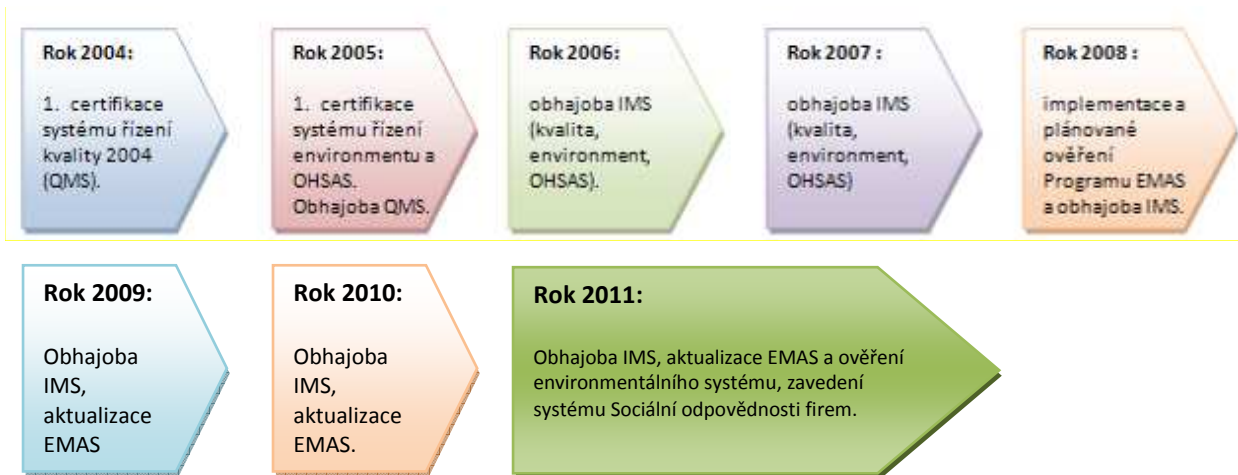 Rok 2004:
1. certifikace
systému řízení
kvality 2004
(QMS).
Rok 2005:
1. certifikace
systému řízení
environmentu a
OHSAS.
Obhajoba QMS.
Rok 2006:
obhajoba IMS
(kvalita,
environment,
OHSAS).
Rok 2007 :
obhajoba IMS
(kvalita,
environment,
OHSAS)
Rok 2008 :
implementace a
plánované
ověření
Programu EMAS
a obhajoba IMS.
Rok 2009:
Obhajoba
IMS,
aktualizace
EMAS
Rok 2010:
Obhajoba
IMS,
aktualizace
EMAS.
Rok 2011:
Obhajoba IMS, aktualizace EMAS a ověření
environmentálního systému, zavedení
systému Sociální odpovědnosti firem.